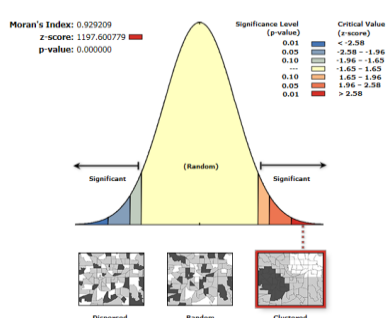 Moran's Index: 0.929209
z-score: 1197.600779
p-value: 0.000000
Significance Level
(p-value)
Critical Value
(z-score)
0.01 < -2.58
0.05 -2.58 - -1.96
0.10 -1.96 - -1.65
--- -1.65 - 1.65
0.10 1.65 - 1.96
0.05 1.96 - 2.58
0.01 > 2.58
(Random)
Significant
Significant
Dispersed
Random
Clustered